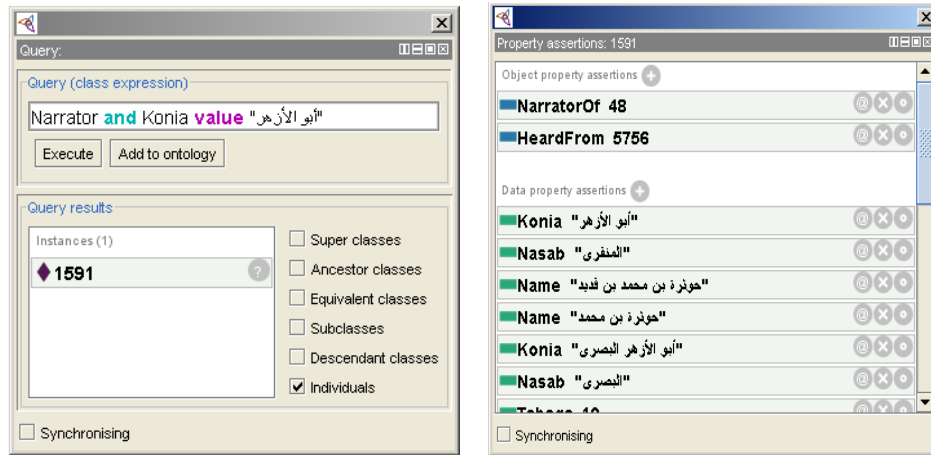 Query:
Query (class expression)
Narrator and Konia value "أبو الأزهر"
Execute
Add to ontology
Query results
Instances (1)
1591
Super classes
Ancestor classes
Equivalent classes
Subclasses
Descendant classes
Individuals
Synchronising
Property assertions: 1591
Object property assertions
NarratorOf 48
HeardFrom 5756
Data property assertions
Konia "أبو الأزهر"
Nasab "المنقرى"
Name "حوثرة بن محمد بن قديد"
Name "حوثرة بن محمد"
Konia "أبو الأزهر البصرى"
Nasab "البصرى"
Synchronising